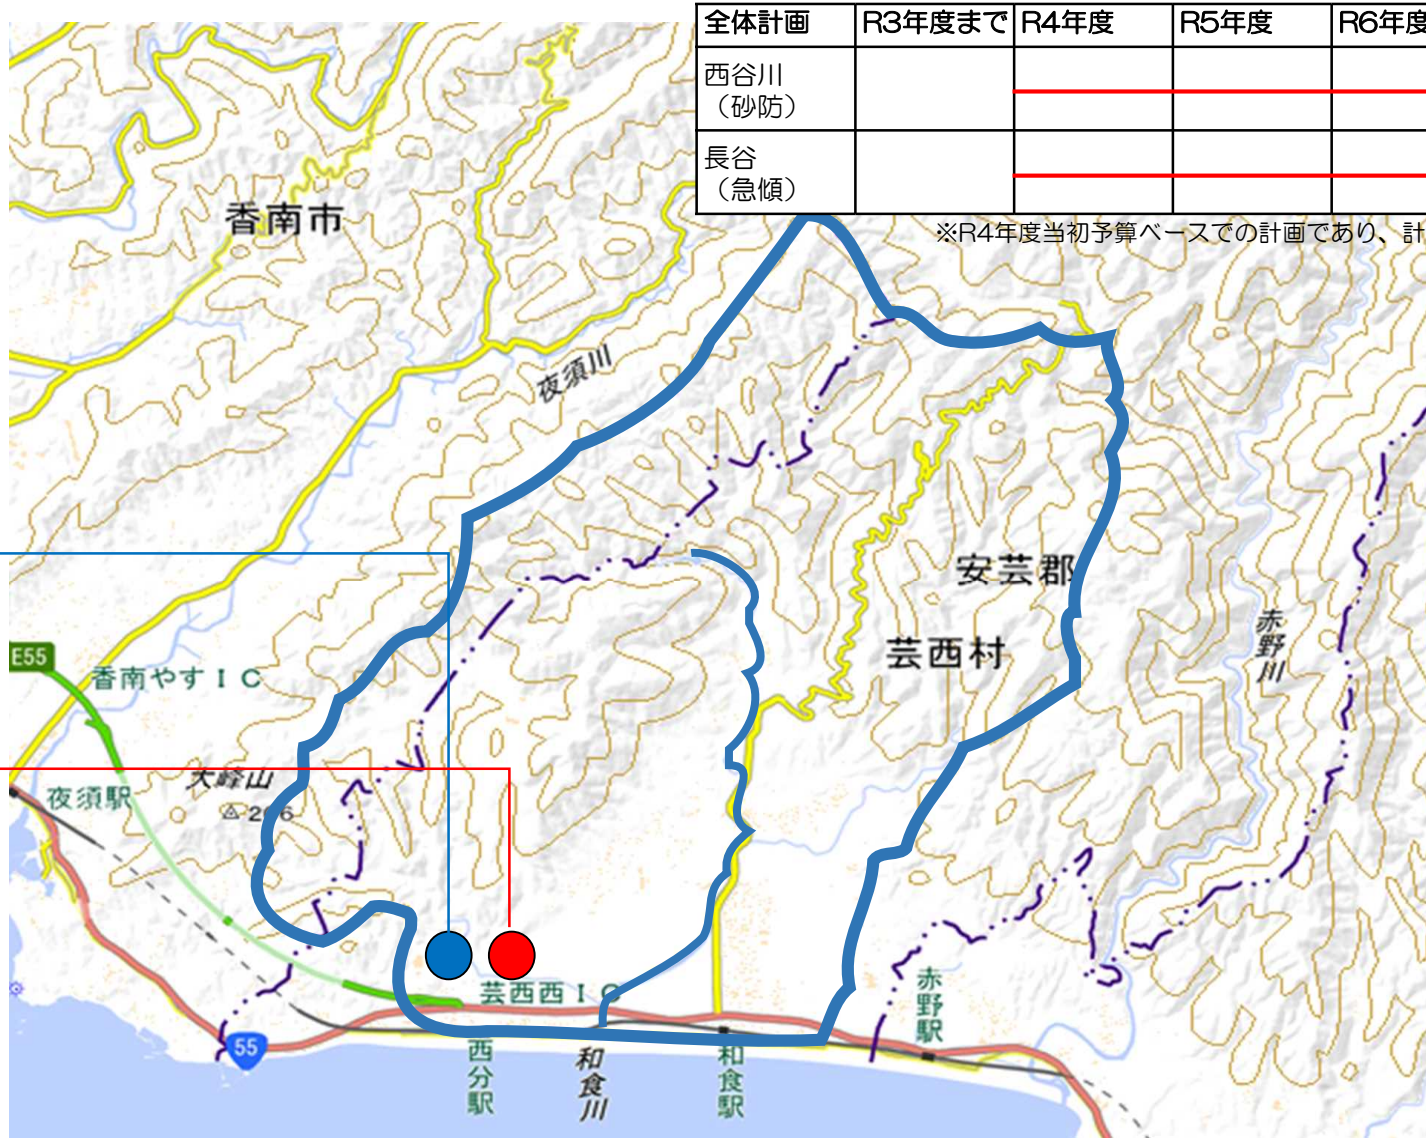 全体計画 R3年度まで R4年度 R5年度 R6年度
西谷川
（砂防）
長谷
（急傾）
※R4年度当初予算ベースでの計画であり、計
香南市
夜須川
安芸郡
芸西村
赤野川
E55
香南やすＩＣ
大峰山
夜須駅
芸西西ＩＣ
赤野駅
55
西分駅
和食川
和食駅